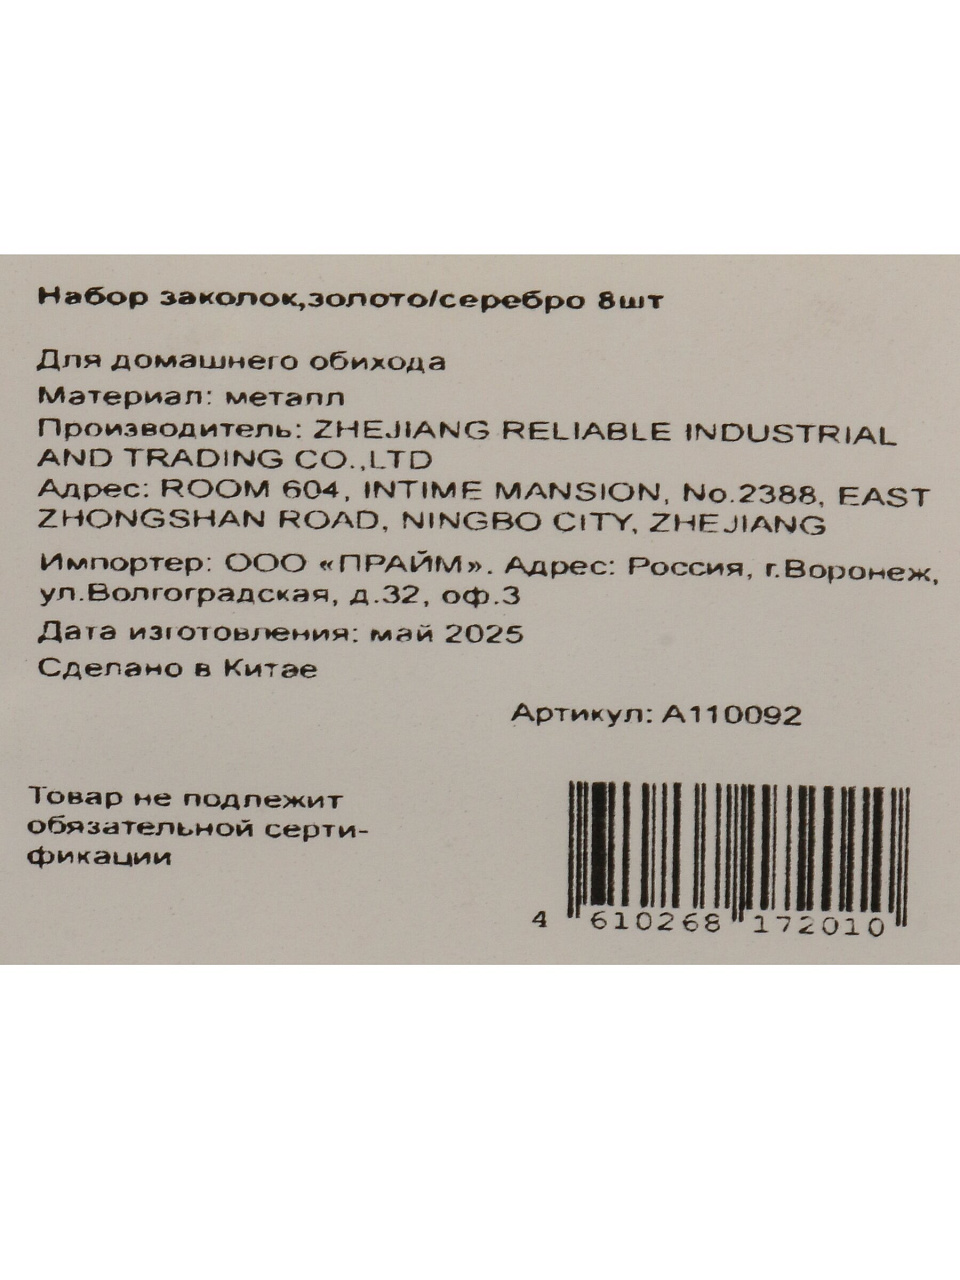 Набор заколок,золото/серебро 8шт
Для домашнего обихода
Материал: металл
Производитель: ZHEJIANG RELIABLE INDUSTRIAL
AND TRADING CO.,LTD
Адрес: ROOM 604, INTIME MANSION, No.2388, EAST
ZHONGSHAN ROAD, NINGBO CITY, ZHEJIANG
Импортер: ООО «ПРАЙМ». Адрес: Россия, г.Воронеж,
ул.Волгоградская, д.32, оф.3
Дата изготовления: май 2025
Сделано в Китае
Артикул: А110092
Товар не подлежит
обязательной серти-
фикации
4 610268 172010